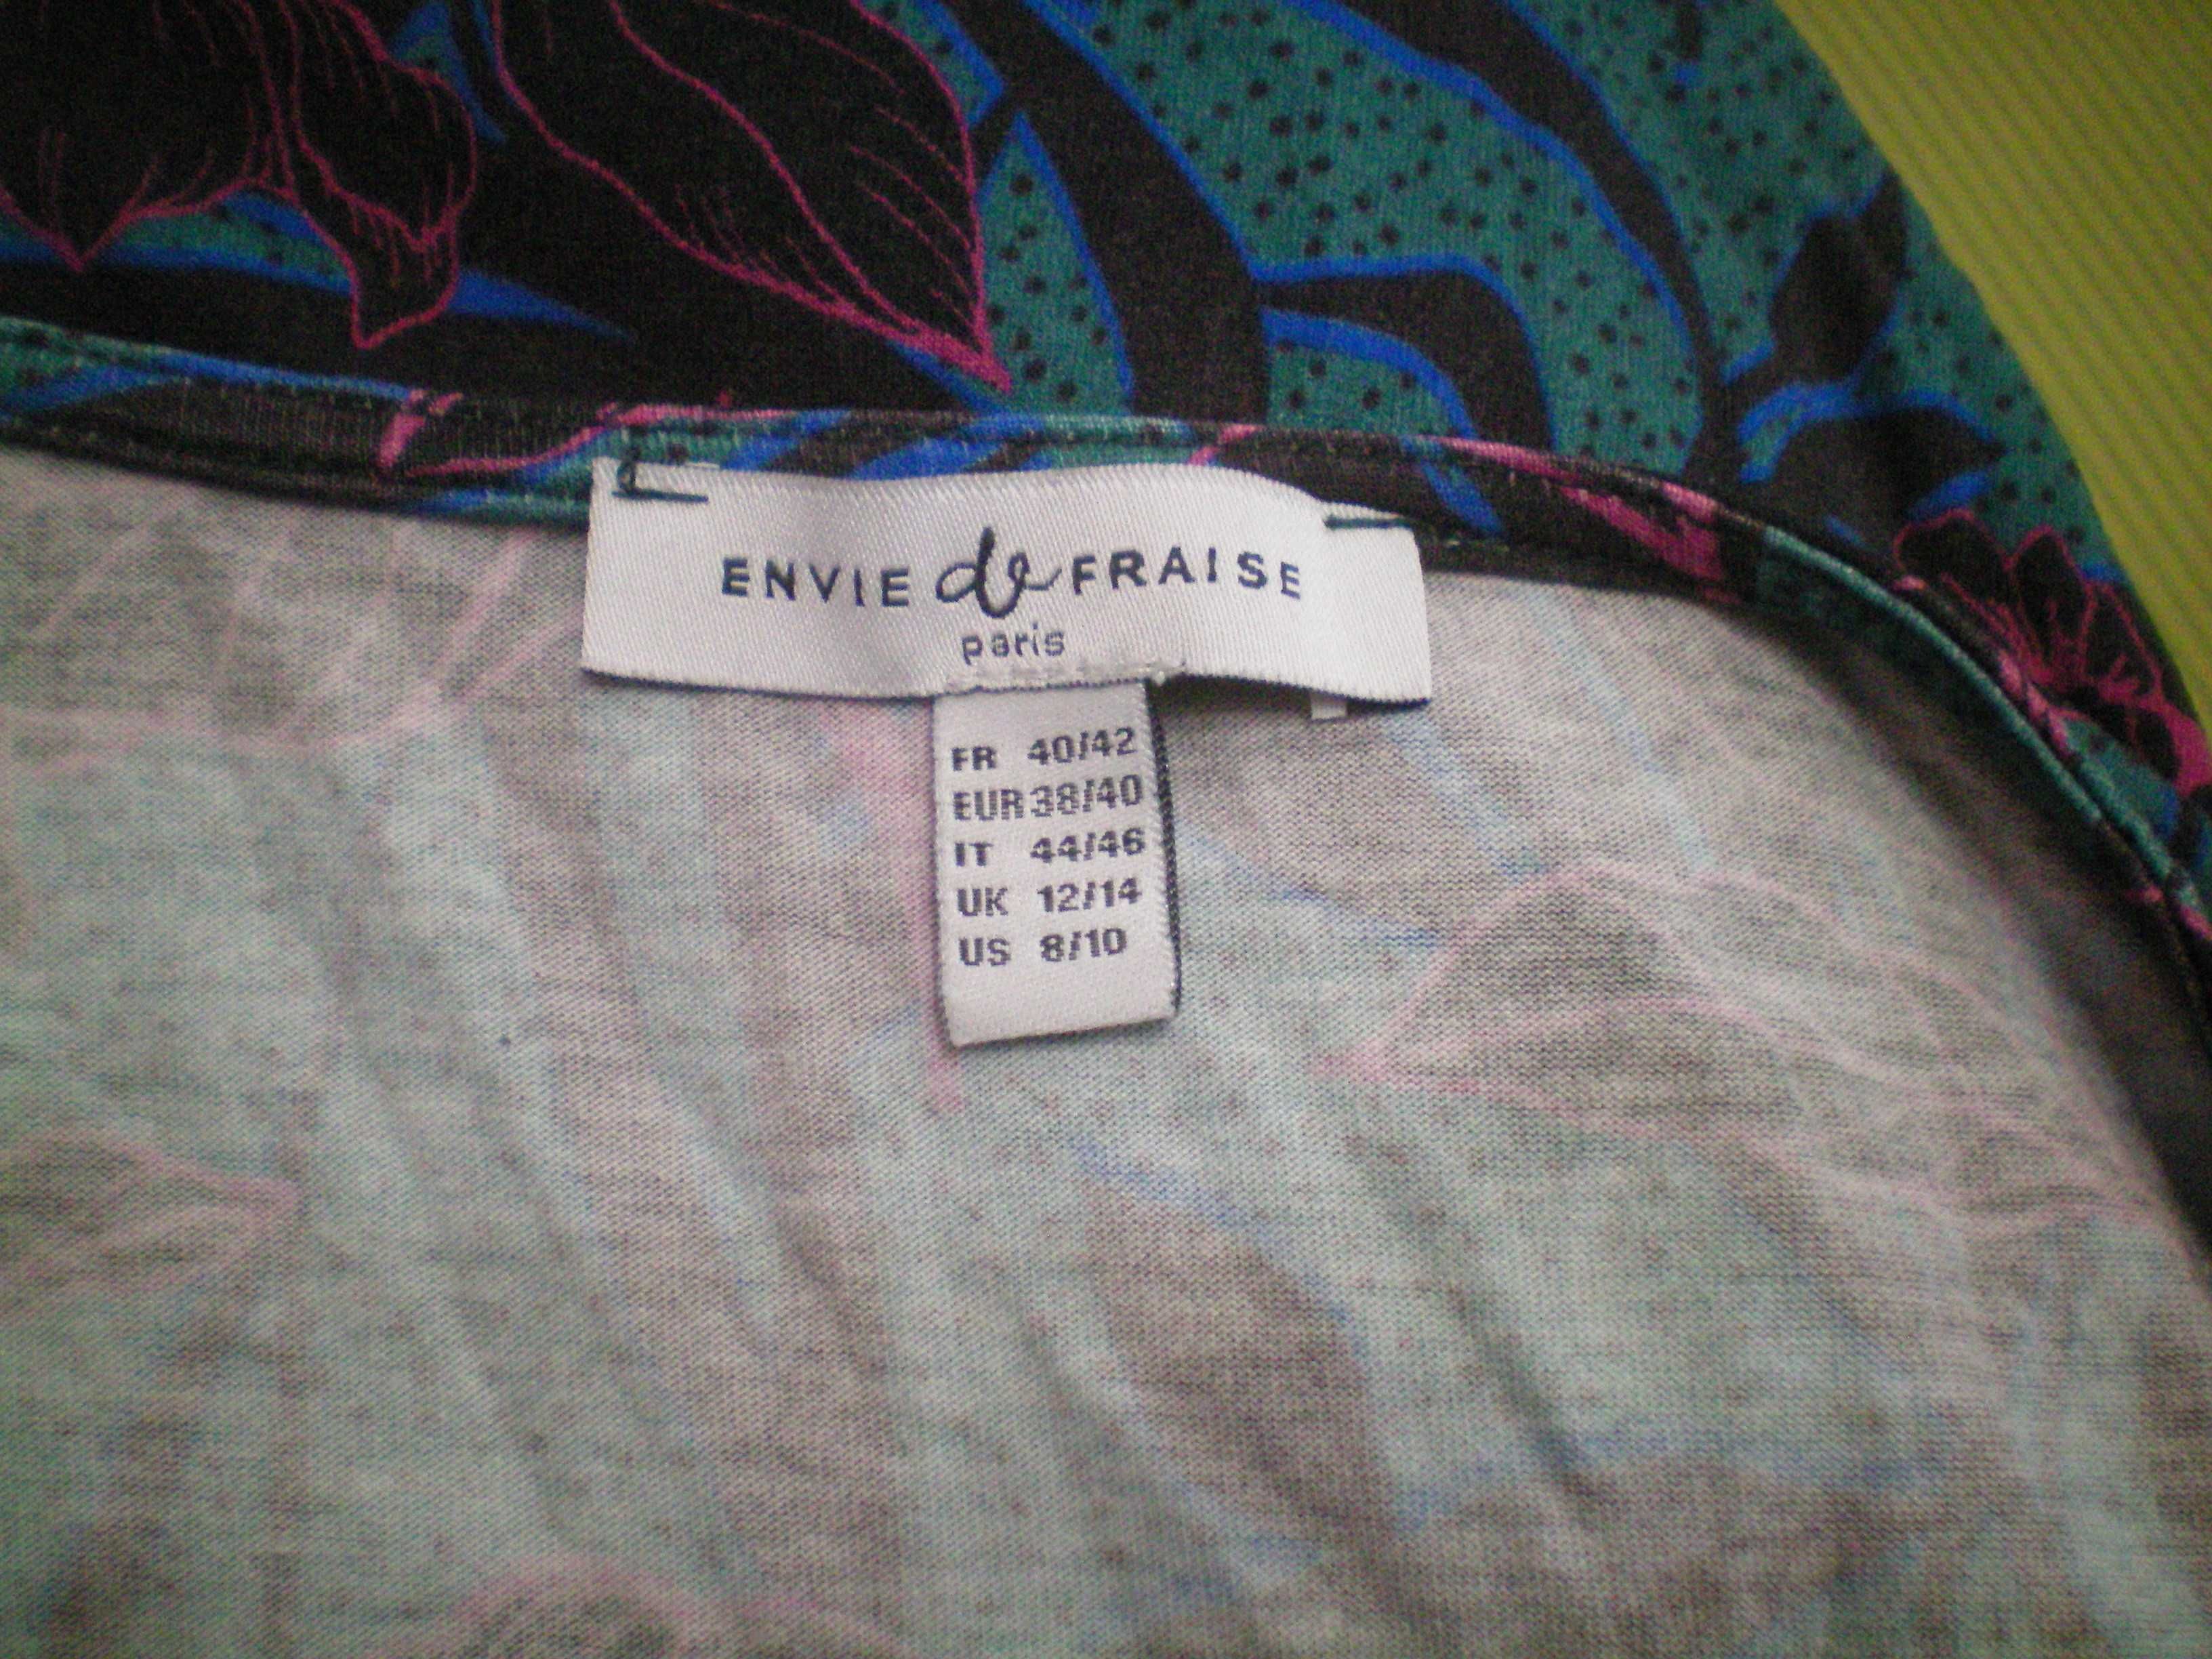 ENVIE de FRAISE
paris
FR 40/42
EUR 38/40
IT 44/46
UK 12/14
US 8/10